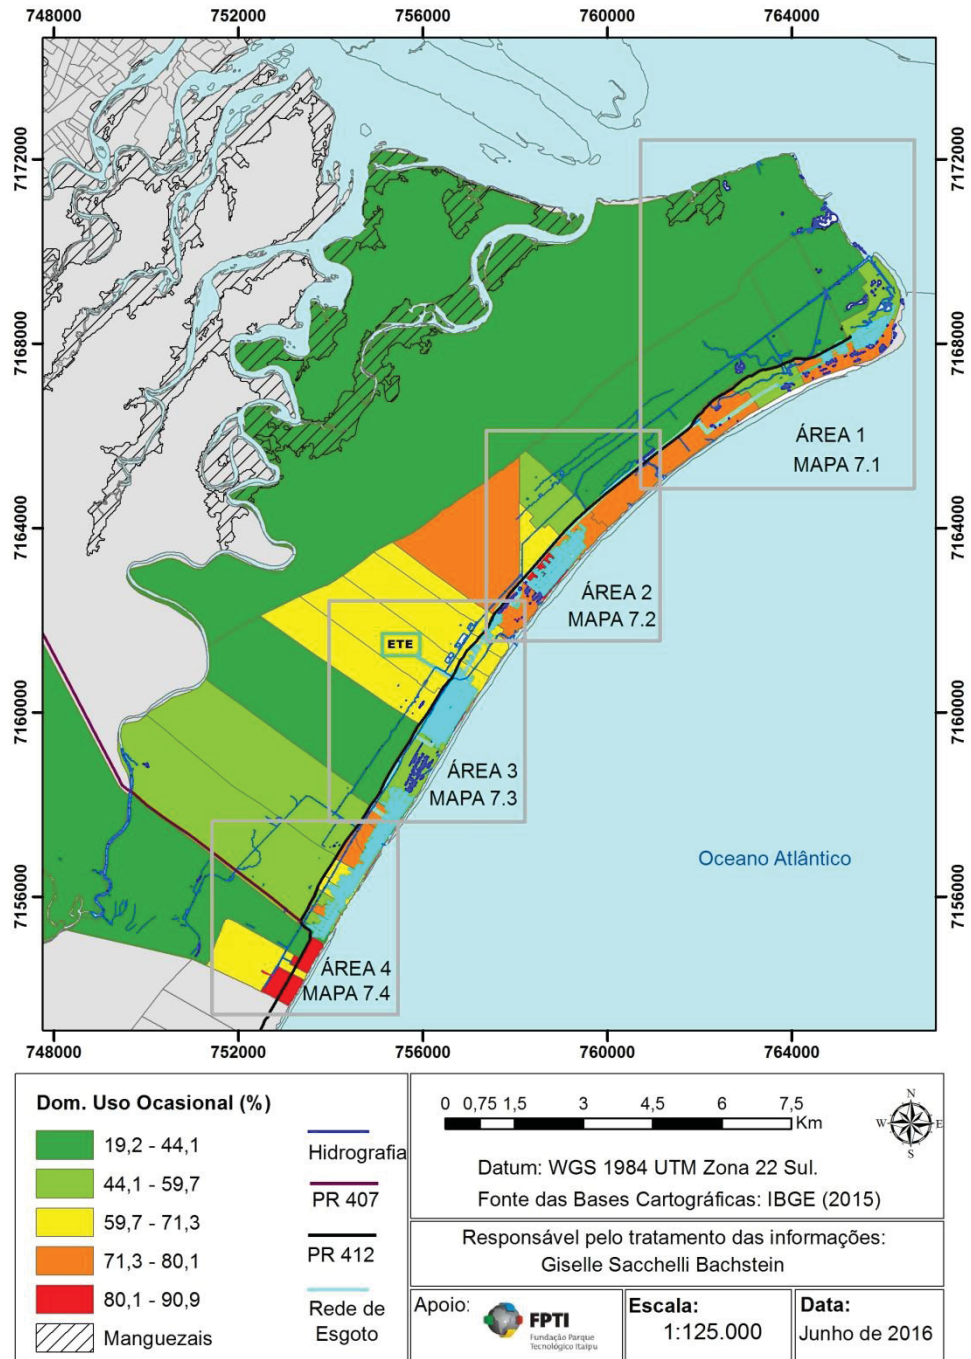 748000 752000 756000 760000 764000
7172000 7172000
7168000 7168000
ÁREA 1
MAPA 7.1
7164000 7164000
ÁREA 2
MAPA 7.2
ETE
7160000 7160000
ÁREA 3
MAPA 7.3
Oceano Atlântico
7156000 7156000
ÁREA 4
MAPA 7.4
748000 752000 756000 760000 764000
Dom. Uso Ocasional (%)
19,2 - 44,1
44,1 - 59,7
59,7 - 71,3
71,3 - 80,1
80,1 - 90,9
Manguezais
Hidrografia
PR 407
PR 412
Rede de
Esgoto
0 0,75 1,5 3 4,5 6 7,5
Km
N
W E
S
Datum: WGS 1984 UTM Zona 22 Sul.
Fonte das Bases Cartográficas: IBGE (2015)
Responsável pelo tratamento das informações:
Giselle Sacchelli Bachstein
Apoio:
FPTI
Fundação Parque
Tecnológico Itaipu
Escala:
1:125.000
Data:
Junho de 2016